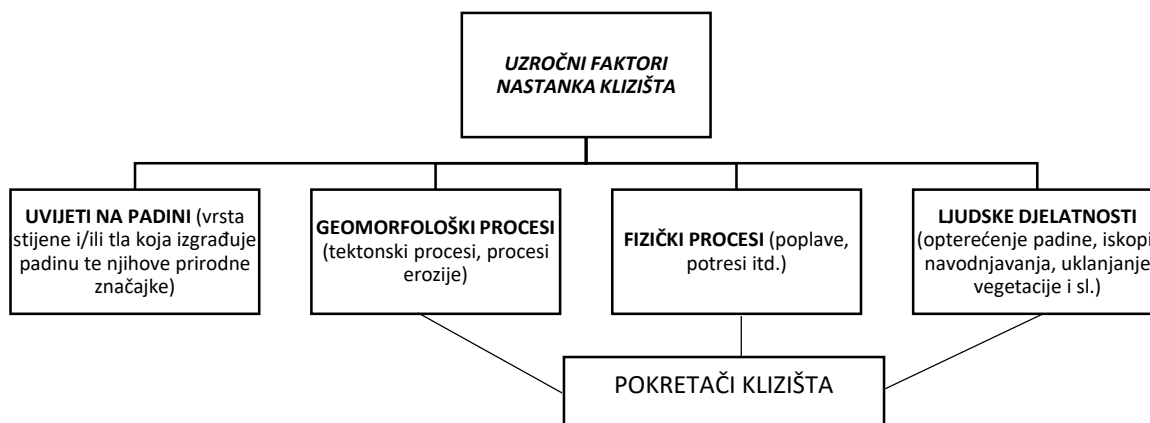 UZROČNI FAKTORI
NASTANKA KLIZIŠTA
UVIJETI NA PADINI (vrsta
stijene i/ili tla koja izgrađuje
padinu te njihove prirodne
značajke)
GEOMORFOLOŠKI PROCESI
(tektonski procesi, procesi
erozije)
FIZIČKI PROCESI (poplave,
potresi itd.)
LJUDSKE DJELATNOSTI
(opterećenje padine, iskopi
navodnjavanja, uklanjanje
vegetacije i sl.)
POKRETAČI KLIZIŠTA